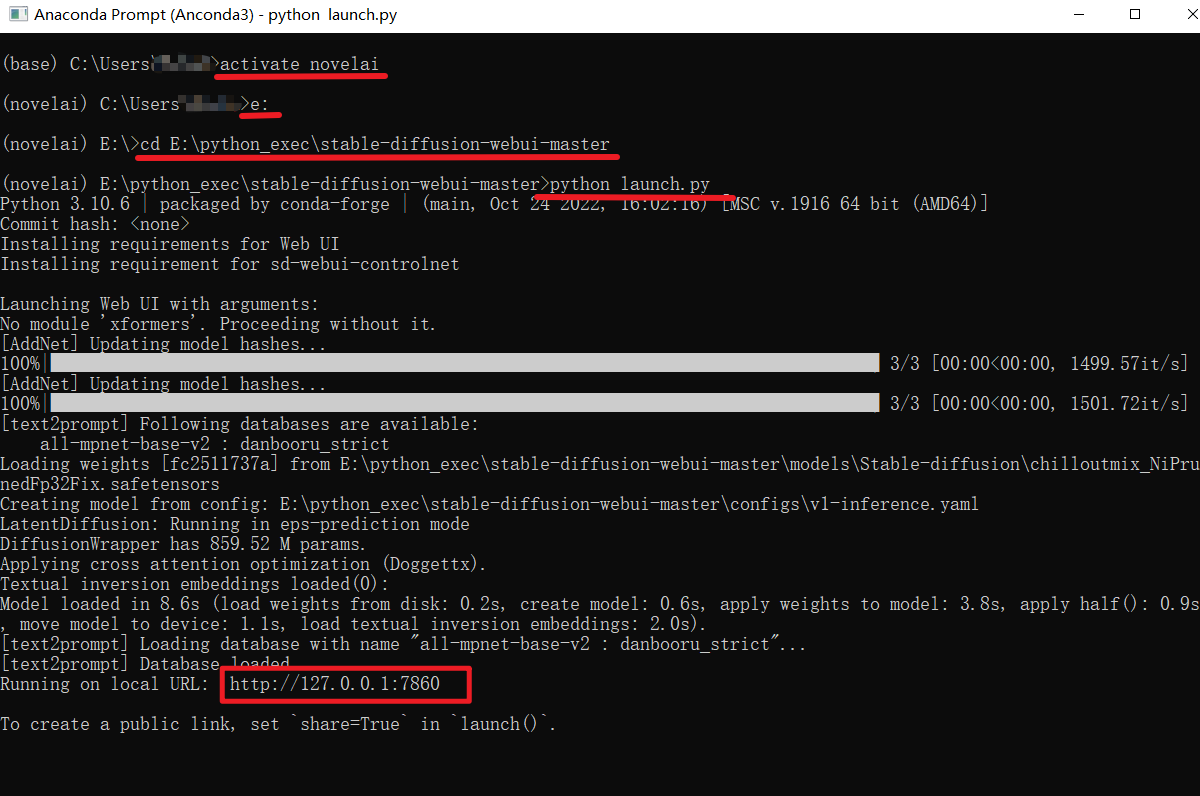 Anaconda Prompt (Anconda3) - python  launch.py
(base) C:\Users\>activate novelai
(novelai) C:\Users>e:
(novelai) E:\>cd E:\python_exec\stable-diffusion-webui-master
(novelai) E:\python_exec\stable-diffusion-webui-master>python launch.py
Python 3.10.6 | packaged by conda-forge | (main, Oct 24 2022, 16:02:16) [MSC v.1916 64 bit (AMD64)]
Commit hash: <none>
Installing requirements for Web UI
Installing requirement for sd-webui-controlnet
Launching Web UI with arguments:
No module 'xformers'. Proceeding without it.
[AddNet] Updating model hashes...
100%| 3/3 [00:00<00:00, 1499.57it/s]
[AddNet] Updating model hashes...
100%| 3/3 [00:00<00:00, 1501.72it/s]
[text2prompt] Following databases are available:
all-mpnet-base-v2 : danbooru_strict
Loading weights [fc2511737a] from E:\python_exec\stable-diffusion-webui-master\models\Stable-diffusion\chilloutmix_NiPru
nedFp32Fix.safetensors
Creating model from config: E:\python_exec\stable-diffusion-webui-master\configs\v1-inference.yaml
LatentDiffusion: Running in eps-prediction mode
DiffusionWrapper has 859.52 M params.
Applying cross attention optimization (Doggettx).
Textual inversion embeddings loaded(0):
Model loaded in 8.6s (load weights from disk: 0.2s, create model: 0.6s, apply weights to model: 3.8s, apply half(): 0.9s
, move model to device: 1.1s, load textual inversion embeddings: 2.0s).
[text2prompt] Loading database with name "all-mpnet-base-v2 : danbooru_strict"...
[text2prompt] Database loaded
Running on local URL:  http://127.0.0.1:7860
To create a public link, set `share=True` in `launch()`.